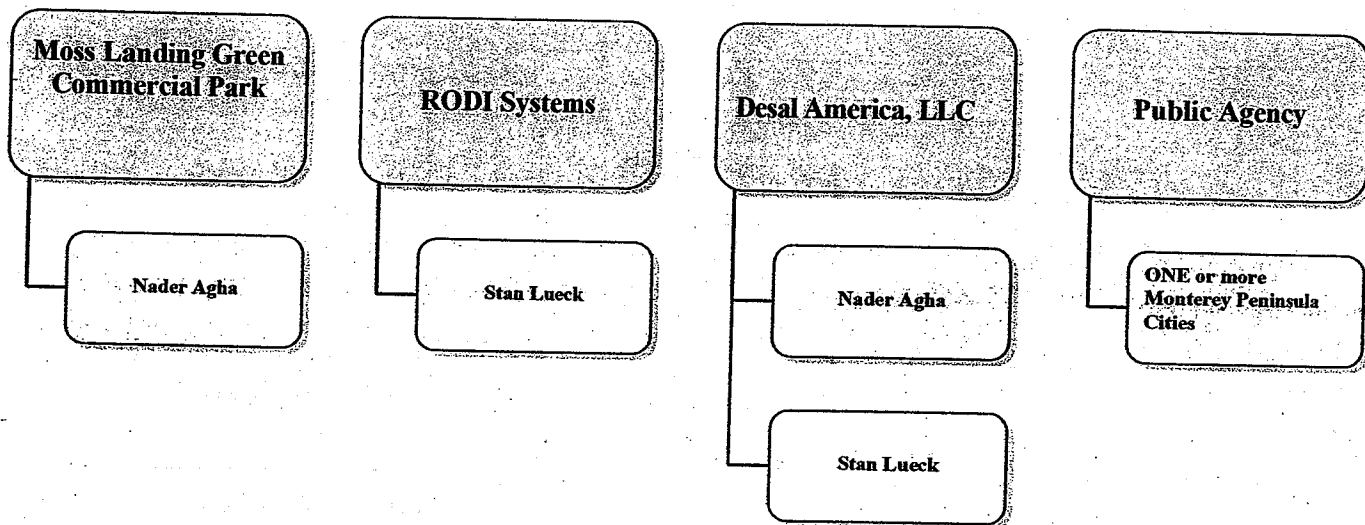 Moss Landing Green
Commercial Park
Nader Agha
RODI Systems
Stan Lueck
Desal America, LLC
Nader Agha
Stan Lueck
Public Agency
ONE or more
Monterey Peninsula
Cities